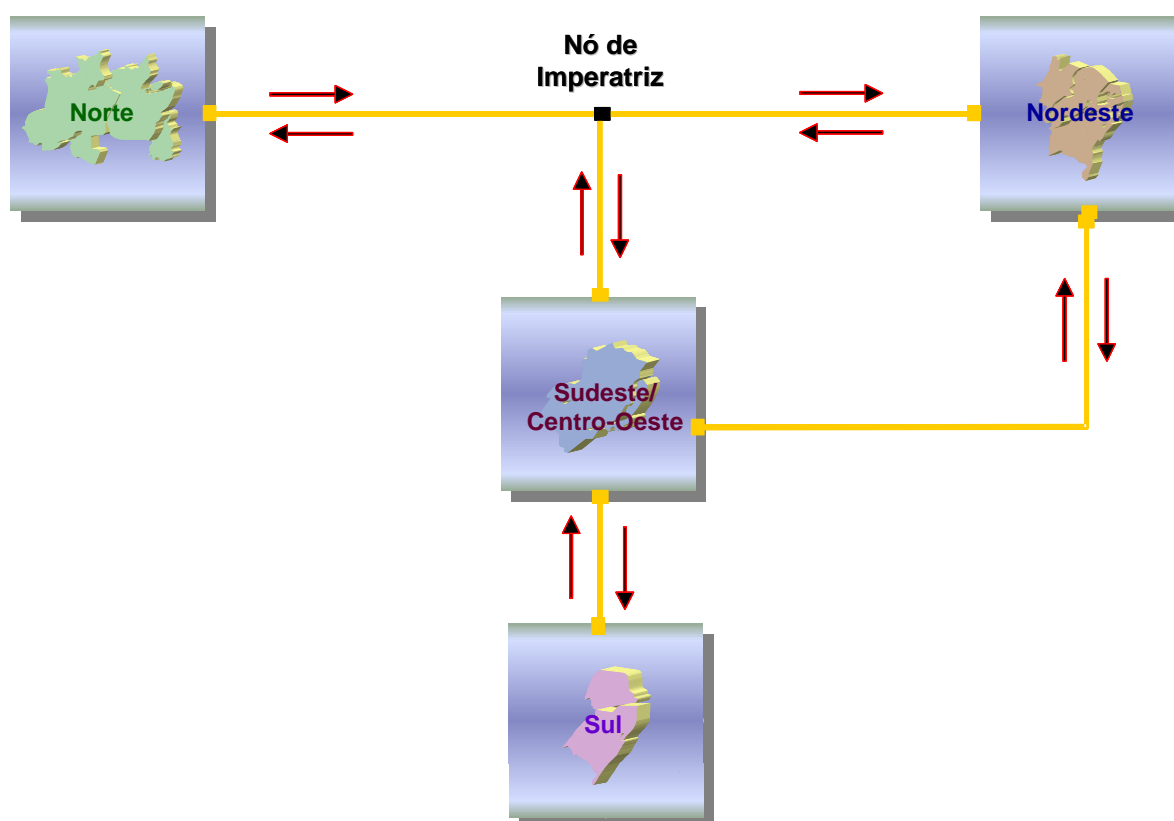 Nó de
Imperatriz
Norte
Nordeste
Sudeste/
Centro-Oeste
Sul